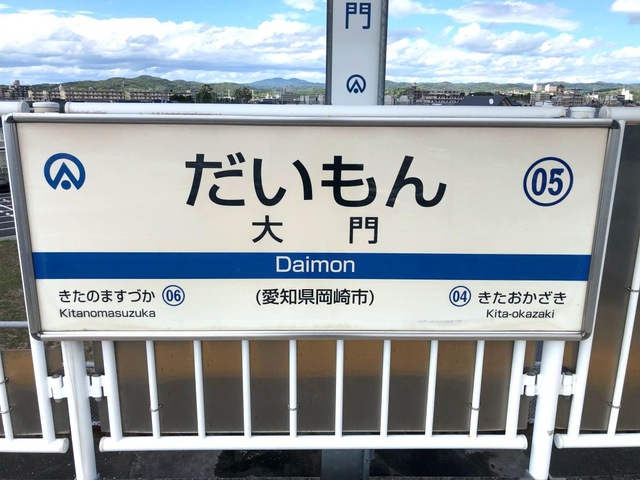 門
だいもん
05
大門
Daimon
きたのますづか 06
Kitanomasuzuka
(愛知県岡崎市)
04 きたおかざき
Kita-okazaki